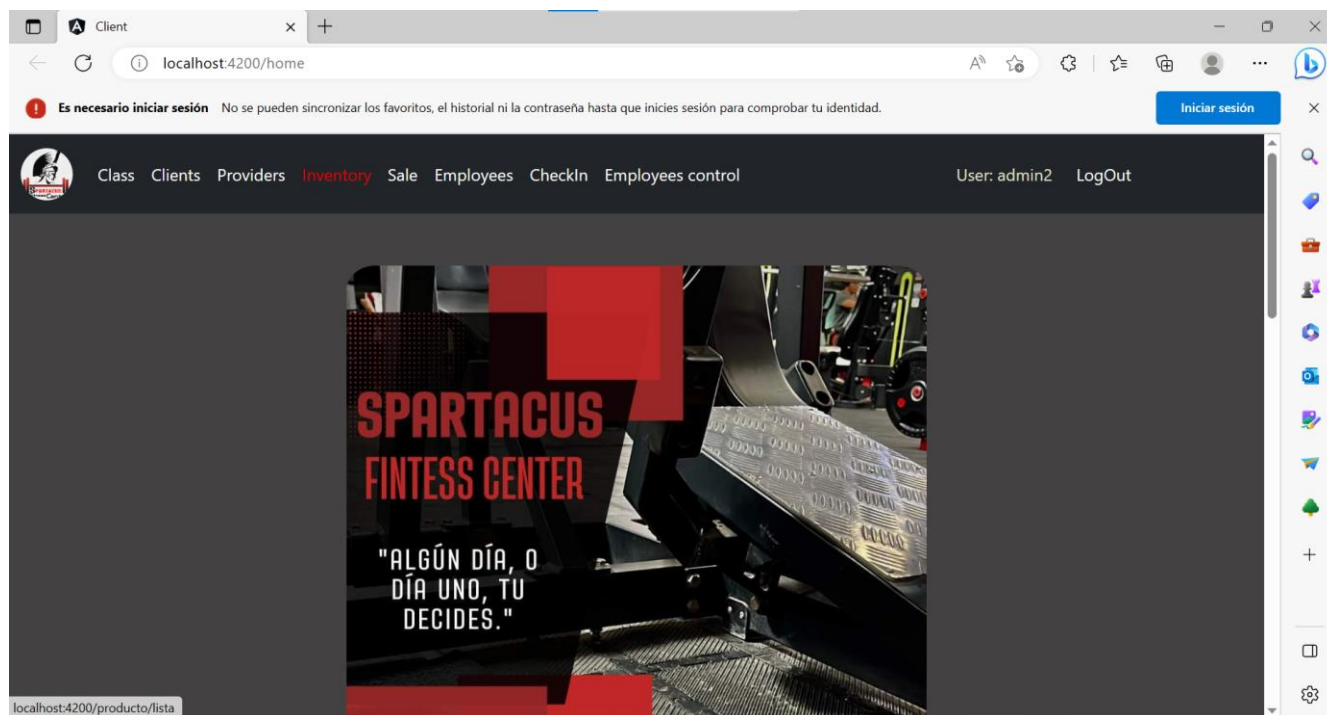 Client
localhost:4200/home
Es necesario iniciar sesión No se pueden sincronizar los favoritos, el historial ni la contraseña hasta que inicies sesión para comprobar tu identidad. Iniciar sesión
SPARTACUS
Class Clients Providers Inventory Sale Employees CheckIn Employees control User: admin2 LogOut
SPARTACUS
FINTESS CENTER
"ALGÚN DÍA, O
DÍA UNO, TU
DECIDES."
localhost:4200/producto/lista